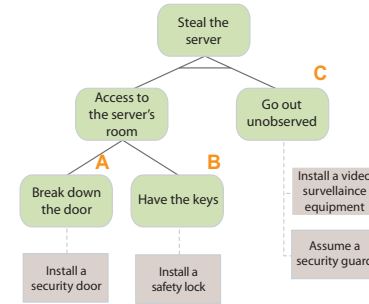 Steal the
server
C
Access to
the server's
room
Go out
unobserved
A
B
Break down
the door
Have the keys
Install a video
survellaince
equipment
Install a
security door
Install a
safety lock
Assume a
security guard